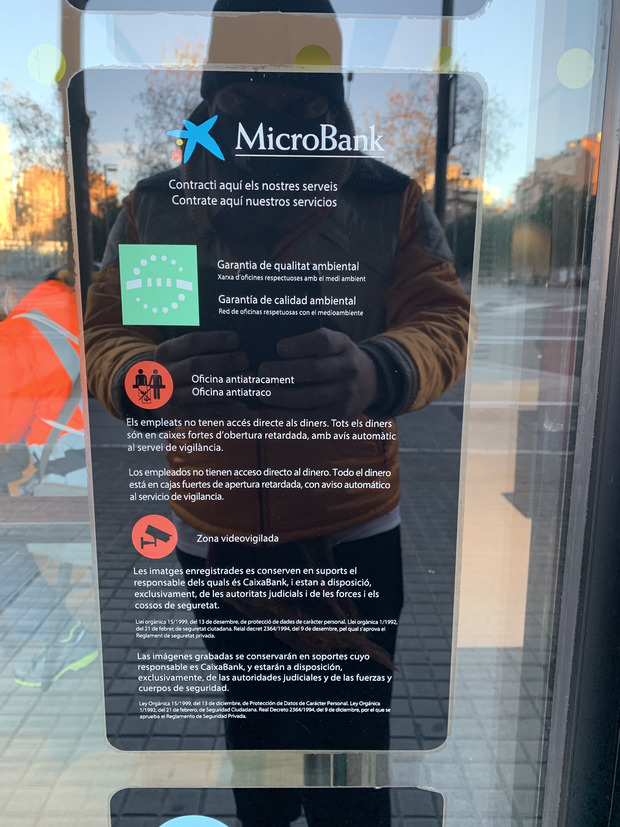 MicroBank
Contracti aquí els nostres serveis
Contrate aquí nuestros servicios
Garantia de qualitat ambiental
Xarxa d'oficines respectuoses amb el medi ambient
Garantía de calidad ambiental
Red de oficinas respetuosas con el medioambiente
Oficina antiatracament
Oficina antiatraco
Els empleats no tenen accés directe als diners. Tots els diners
són en caixes fortes d'obertura retardada, amb avís automàtic
al servei de vigilància.
Los empleados no tienen acceso directo al dinero. Todo el dinero
está en cajas fuertes de apertura retardada, con aviso automático
al servicio de vigilancia.
Zona videovigilada
Les imatges enregistrades es conserven en suports el
responsable dels quals és CaixaBank, i estan a disposició,
exclusivament, de les autoritats judicials i de les forces i els
cossos de seguretat.
Llei orgànica 15/1999, del 13 de desembre, de protecció de dades de caràcter personal. Llei orgànica 1/1992,
del 21 de febrer, de seguretat ciutadana. Reial decret 2364/1994, del 9 de desembre, pel qual s'aprova el
Reglament de seguretat privada.
Las imágenes grabadas se conservarán en soportes cuyo
responsable es CaixaBank, y estarán a disposición,
exclusivamente, de las autoridades judiciales y de las fuerzas y
cuerpos de seguridad.
Ley Orgánica 15/1999, del 13 de diciembre, de Protección de Datos de Carácter Personal. Ley Orgánica
1/1992, del 21 de febrero, de Seguridad Ciudadana. Real Decreto 2364/1994, del 9 de diciembre, por el que se
aprueba el Reglamento de Seguridad Privada.